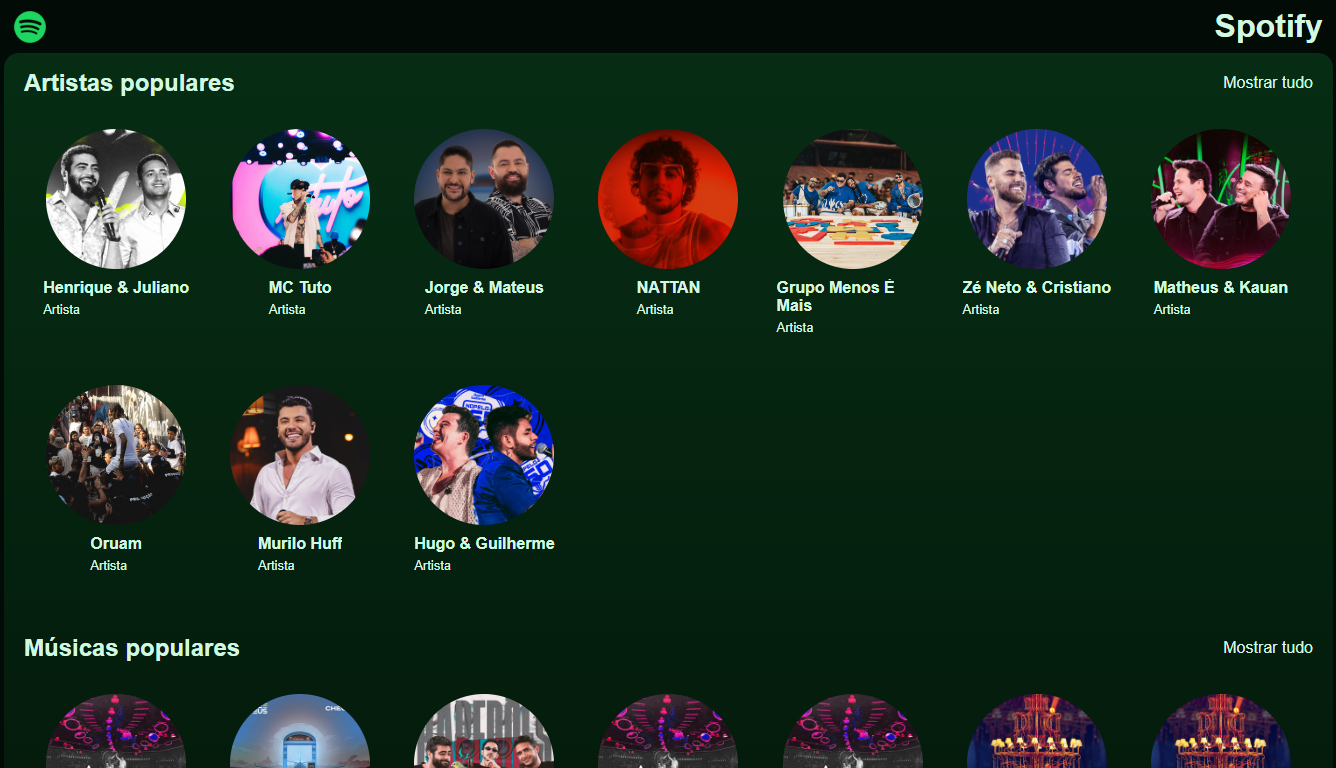 Spotify
Artistas populares
Mostrar tudo
Henrique & Juliano
Artista
MC Tuto
Artista
Jorge & Mateus
Artista
NATTAN
Artista
Grupo Menos É
Mais
Artista
Zé Neto & Cristiano
Artista
Matheus & Kauan
Artista
Oruam
Artista
Murilo Huff
Artista
Hugo & Guilherme
Artista
Músicas populares
Mostrar tudo